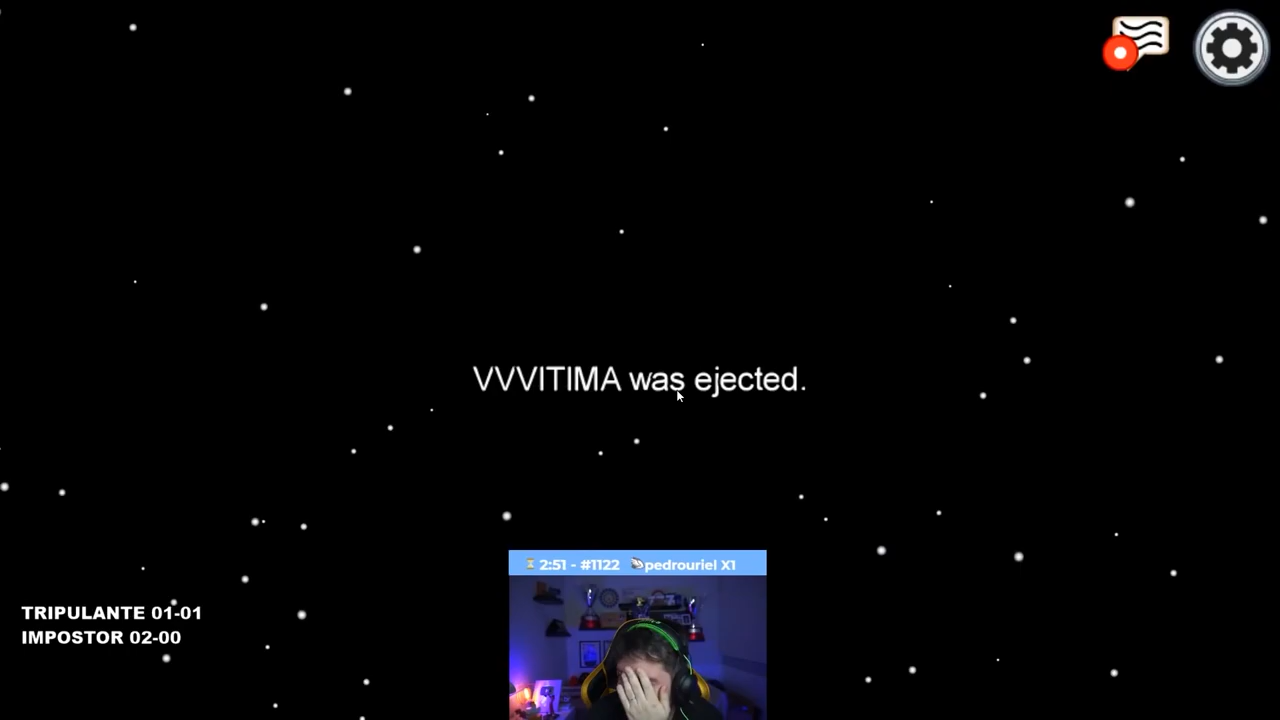 VVVITIMA was ejected.
2:51 - #1122 pedrouriel X1
TRIPULANTE 01-01
IMPOSTOR 02-00